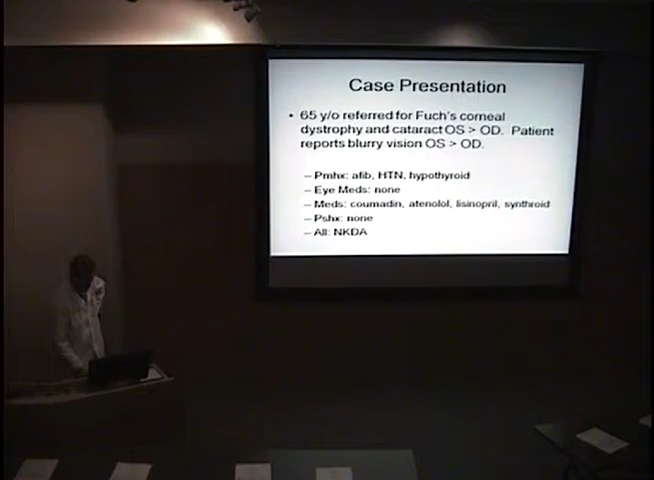 Case Presentation
• 65 y/o referred for Fuch's corneal
dystrophy and cataract OS > OD. Patient
reports blurry vision OS > OD.
– Pmhx: afib, HTN, hypothyroid
– Eye Meds: none
– Meds: coumadin, atenolol, lisinopril, synthroid
– Pshx: none
– All: NKDA